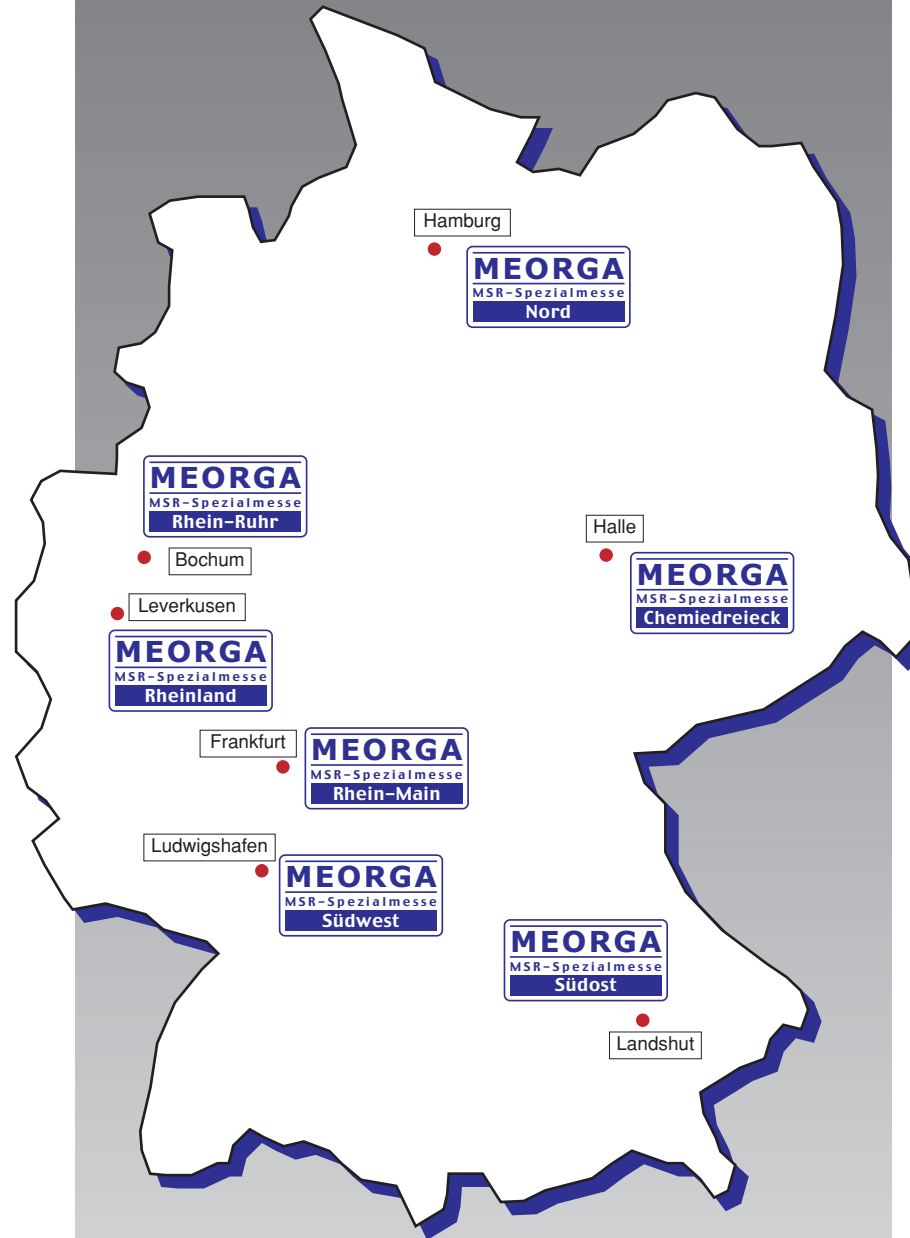 Hamburg
MEORGA
MSR-Spezialmesse
Nord
MEORGA
MSR-Spezialmesse
Rhein-Ruhr
Bochum
Halle
MEORGA
MSR-Spezialmesse
Chemiedreieck
Leverkusen
MEORGA
MSR-Spezialmesse
Rheinland
Frankfurt
MEORGA
MSR-Spezialmesse
Rhein-Main
Ludwigshafen
MEORGA
MSR-Spezialmesse
Südwest
MEORGA
MSR-Spezialmesse
Südost
Landshut